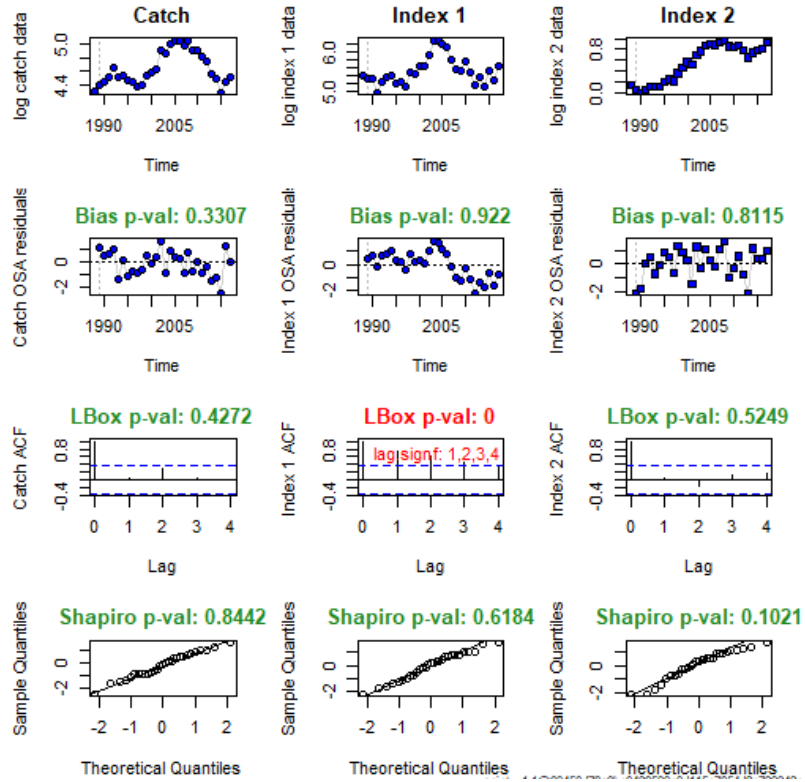 Catch Index 1 Index 2
log catch data 4.4 5.0 log index 1 data 5.0 6.0 log index 2 data 0.0 0.8
1990 2005 1990 2005 1990 2005
Time Time Time
Bias p-val: 0.3307 Bias p-val: 0.922 Bias p-val: 0.8115
Catch OSA residuals -2 0 Index 1 OSA residuals -2 0 Index 2 OSA residuals -2 0
1990 2005 1990 2005 1990 2005
Time Time Time
LBox p-val: 0.4272 LBox p-val: 0 LBox p-val: 0.5249
Catch ACF -0.4 0.8 Index 1 ACF -0.4 0.8 Index 2 ACF -0.4 0.8
lag signf: 1,2,3,4
0 1 2 3 4 0 1 2 3 4 0 1 2 3 4
Lag Lag Lag
Shapiro p-val: 0.8442 Shapiro p-val: 0.6184 Shapiro p-val: 0.1021
Sample Quantiles -2 0 Sample Quantiles -2 0 Sample Quantiles -2 0
-2 -1 0 1 2 -2 -1 0 1 2 -2 -1 0 1 2
Theoretical Quantiles Theoretical Quantiles Theoretical Quantiles